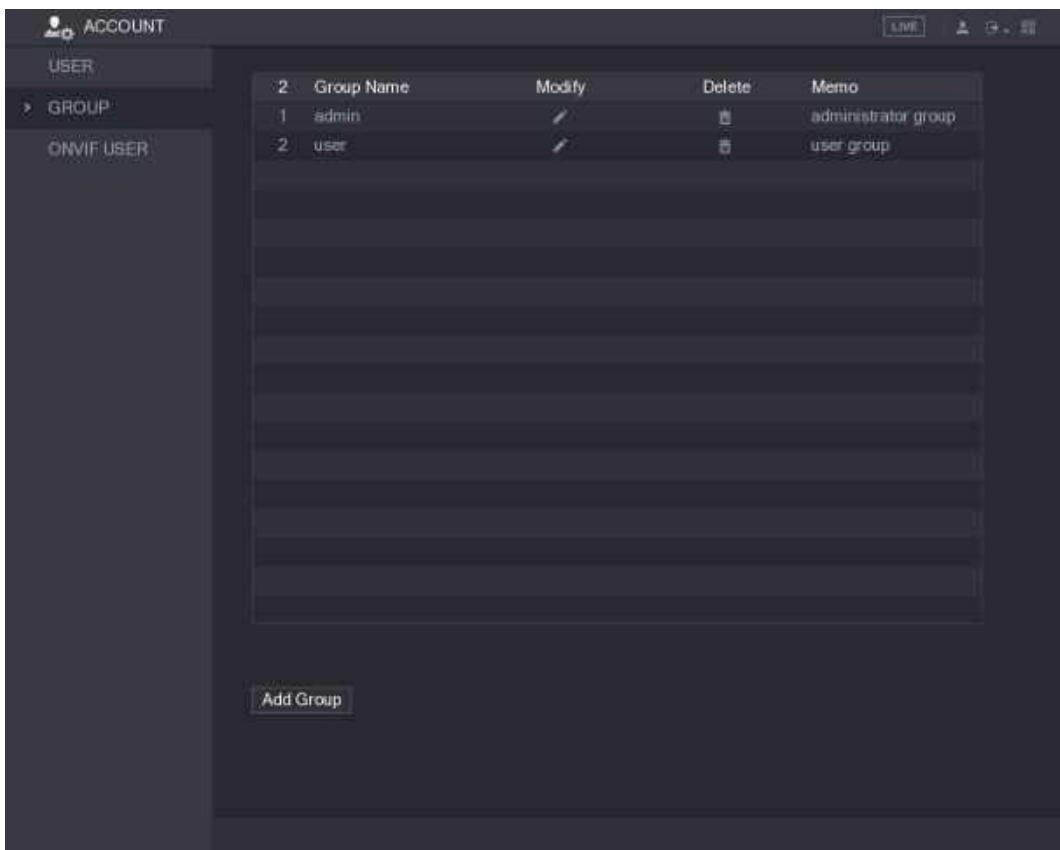 ACCOUNT LIVE
USER
GROUP
ONVIF USER
2 Group Name Modify Delete Memo
1 admin administrator group
2 user user group
Add Group